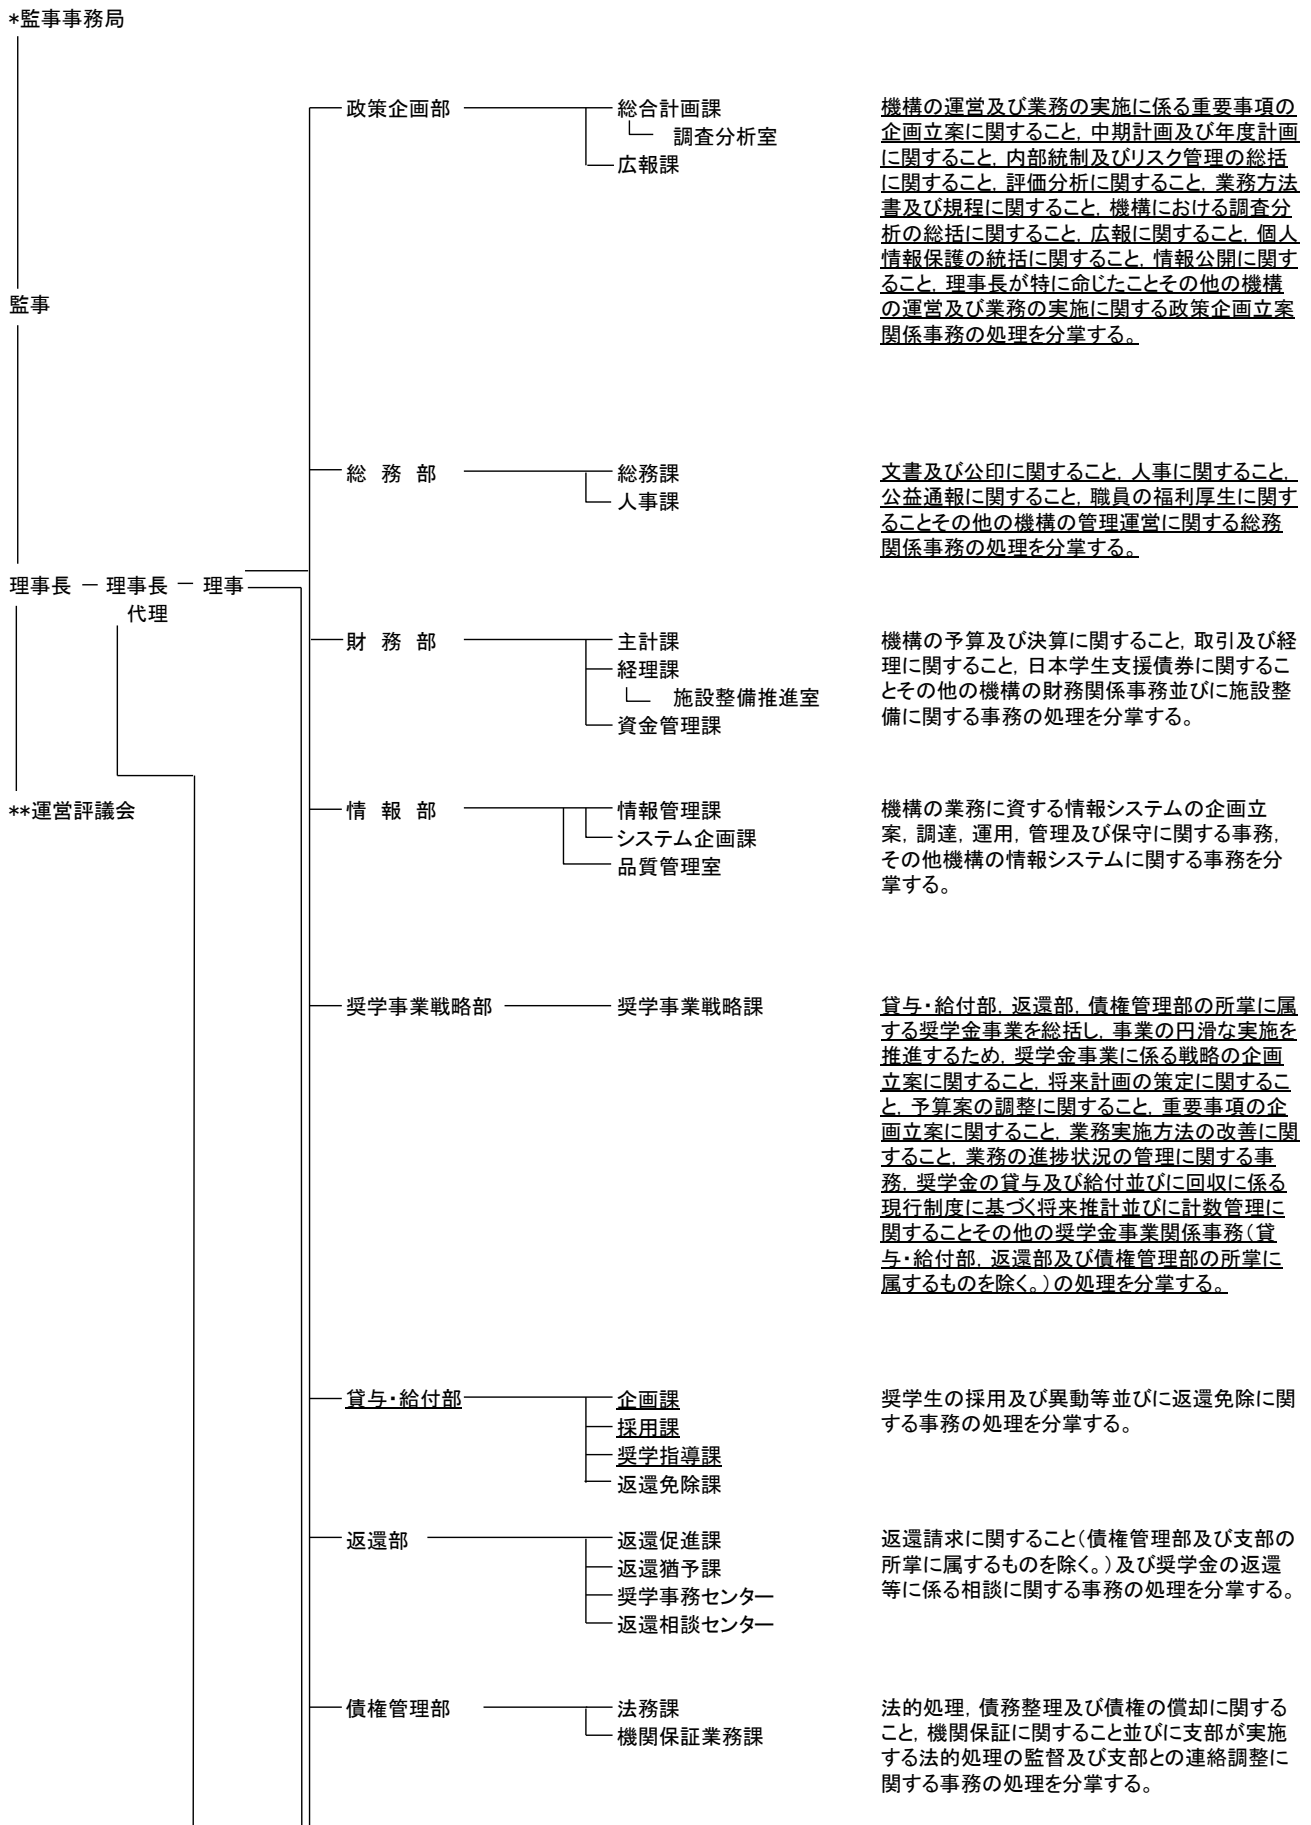 *監事事務局
政策企画部
総合計画課
調査分析室
広報課
機構の運営及び業務の実施に係る重要事項の
企画立案に関すること, 中期計画及び年度計画
に関すること, 内部統制及びリスク管理の総括
に関すること, 評価分析に関すること, 業務方法
書及び規程に関すること, 機構における調査分
析の総括に関すること, 広報に関すること, 個人
情報保護の統括に関すること, 情報公開に関す
ること, 理事長が特に命じたことその他の機構
の運営及び業務の実施に関する政策企画立案
関係事務の処理を分掌する。
監事
総 務 部
総務課
人事課
文書及び公印に関すること, 人事に関すること,
公益通報に関すること, 職員の福利厚生に関す
ることその他の機構の管理運営に関する総務
関係事務の処理を分掌する。
理事長 － 理事長 － 理事
代理
財 務 部
主計課
経理課
施設整備推進室
資金管理課
機構の予算及び決算に関すること, 取引及び経
理に関すること, 日本学生支援債券に関するこ
とその他の機構の財務関係事務並びに施設整
備に関する事務の処理を分掌する。
**運営評議会
情 報 部
情報管理課
システム企画課
品質管理室
機構の業務に資する情報システムの企画立
案, 調達, 運用, 管理及び保守に関する事務,
その他機構の情報システムに関する事務を分
掌する。
奨学事業戦略部
奨学事業戦略課
貸与・給付部, 返還部, 債権管理部の所掌に属
する奨学金事業を総括し, 事業の円滑な実施を
推進するため, 奨学金事業に係る戦略の企画
立案に関すること, 将来計画の策定に関するこ
と, 予算案の調整に関すること, 重要事項の企
画立案に関すること, 業務実施方法の改善に関
すること, 業務の進捗状況の管理に関する事
務, 奨学金の貸与及び給付並びに回収に係る
現行制度に基づく将来推計並びに計数管理に
関することその他の奨学金事業関係事務（貸
与・給付部, 返還部及び債権管理部の所掌に
属するものを除く。）の処理を分掌する。
貸与・給付部
企画課
採用課
奨学指導課
返還免除課
奨学生の採用及び異動等並びに返還免除に関
する事務の処理を分掌する。
返還部
返還促進課
返還猶予課
奨学事務センター
返還相談センター
返還請求に関すること（債権管理部及び支部の
所掌に属するものを除く。）及び奨学金の返還
等に係る相談に関する事務の処理を分掌する。
債権管理部
法務課
機関保証業務課
法的処理, 債務整理及び債権の償却に関する
こと, 機関保証に関すること並びに支部が実施
する法的処理の監督及び支部との連絡調整に
関する事務の処理を分掌する。